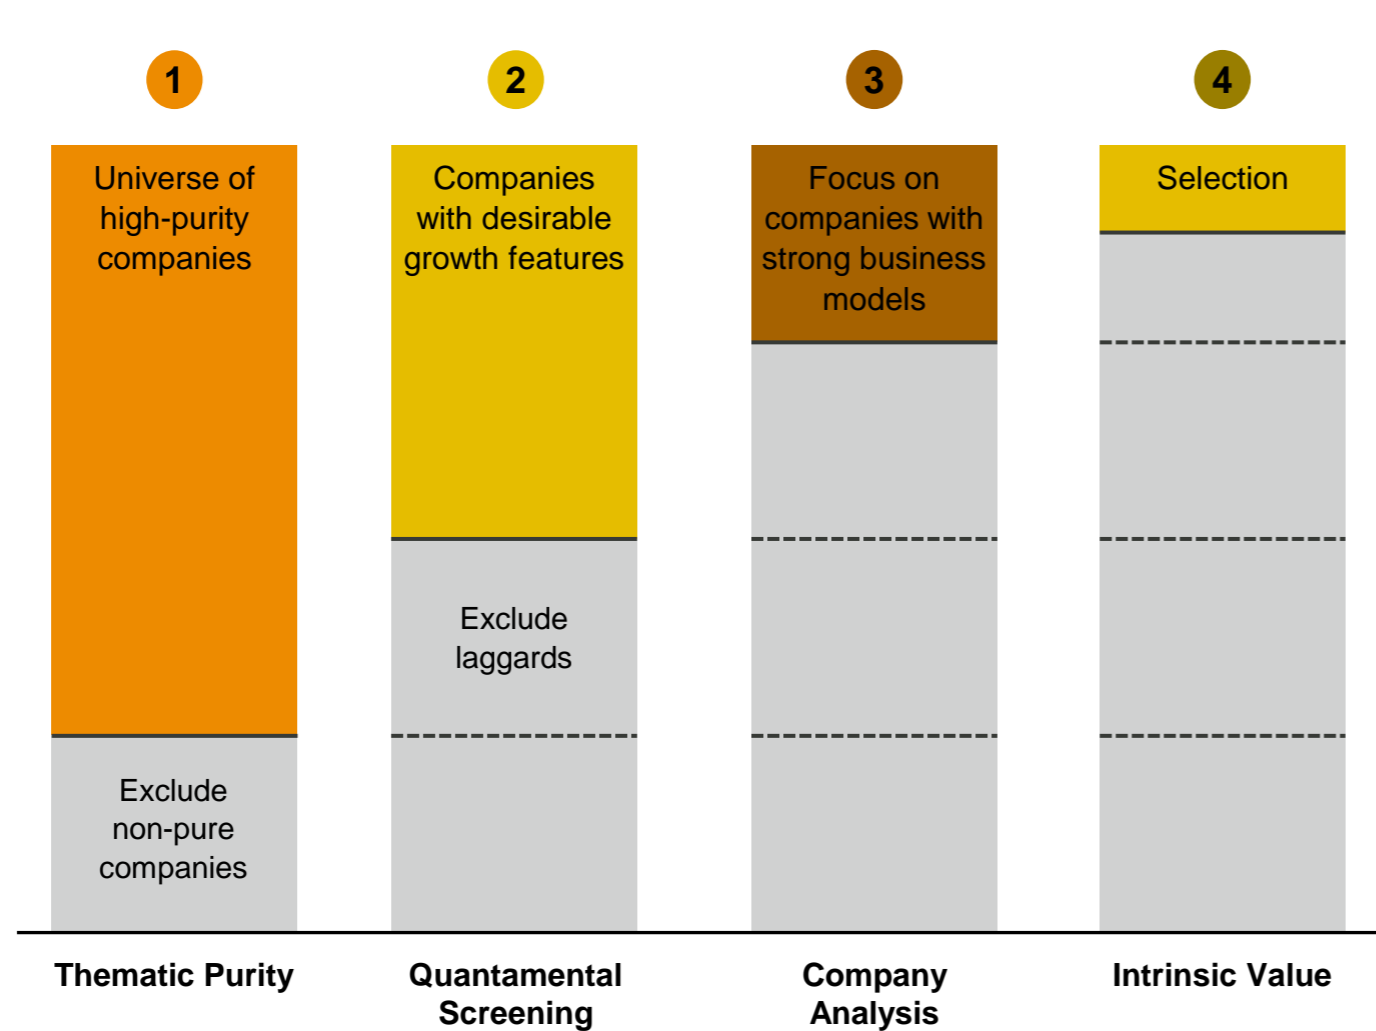 1
2
3
4
Universe of
high-purity
companies
Companies
with desirable
growth features
Focus on
companies with
strong business
models
Selection
Exclude
laggards
Exclude
non-pure
companies
Thematic Purity
Quantamental
Screening
Company
Analysis
Intrinsic Value